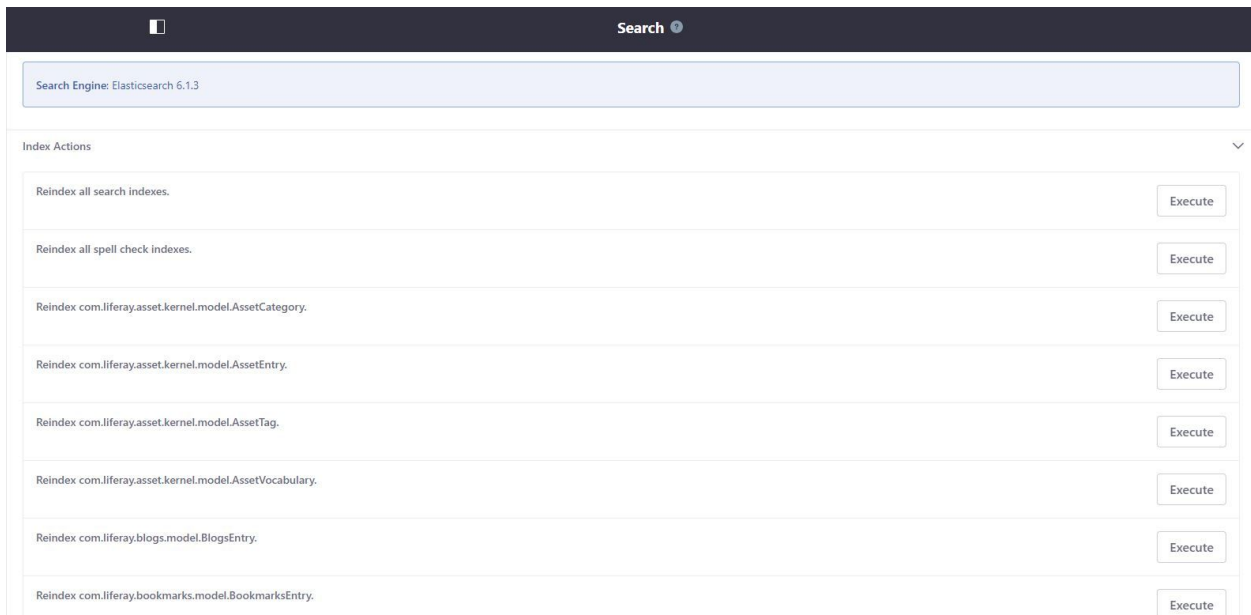 Search ?
Search Engine: Elasticsearch 6.1.3
Index Actions
Reindex all search indexes.
Execute
Reindex all spell check indexes.
Execute
Reindex com.liferay.asset.kernel.model.AssetCategory.
Execute
Reindex com.liferay.asset.kernel.model.AssetEntry.
Execute
Reindex com.liferay.asset.kernel.model.AssetTag.
Execute
Reindex com.liferay.asset.kernel.model.AssetVocabulary.
Execute
Reindex com.liferay.blogs.model.BlogsEntry.
Execute
Reindex com.liferay.bookmarks.model.BookmarksEntry.
Execute